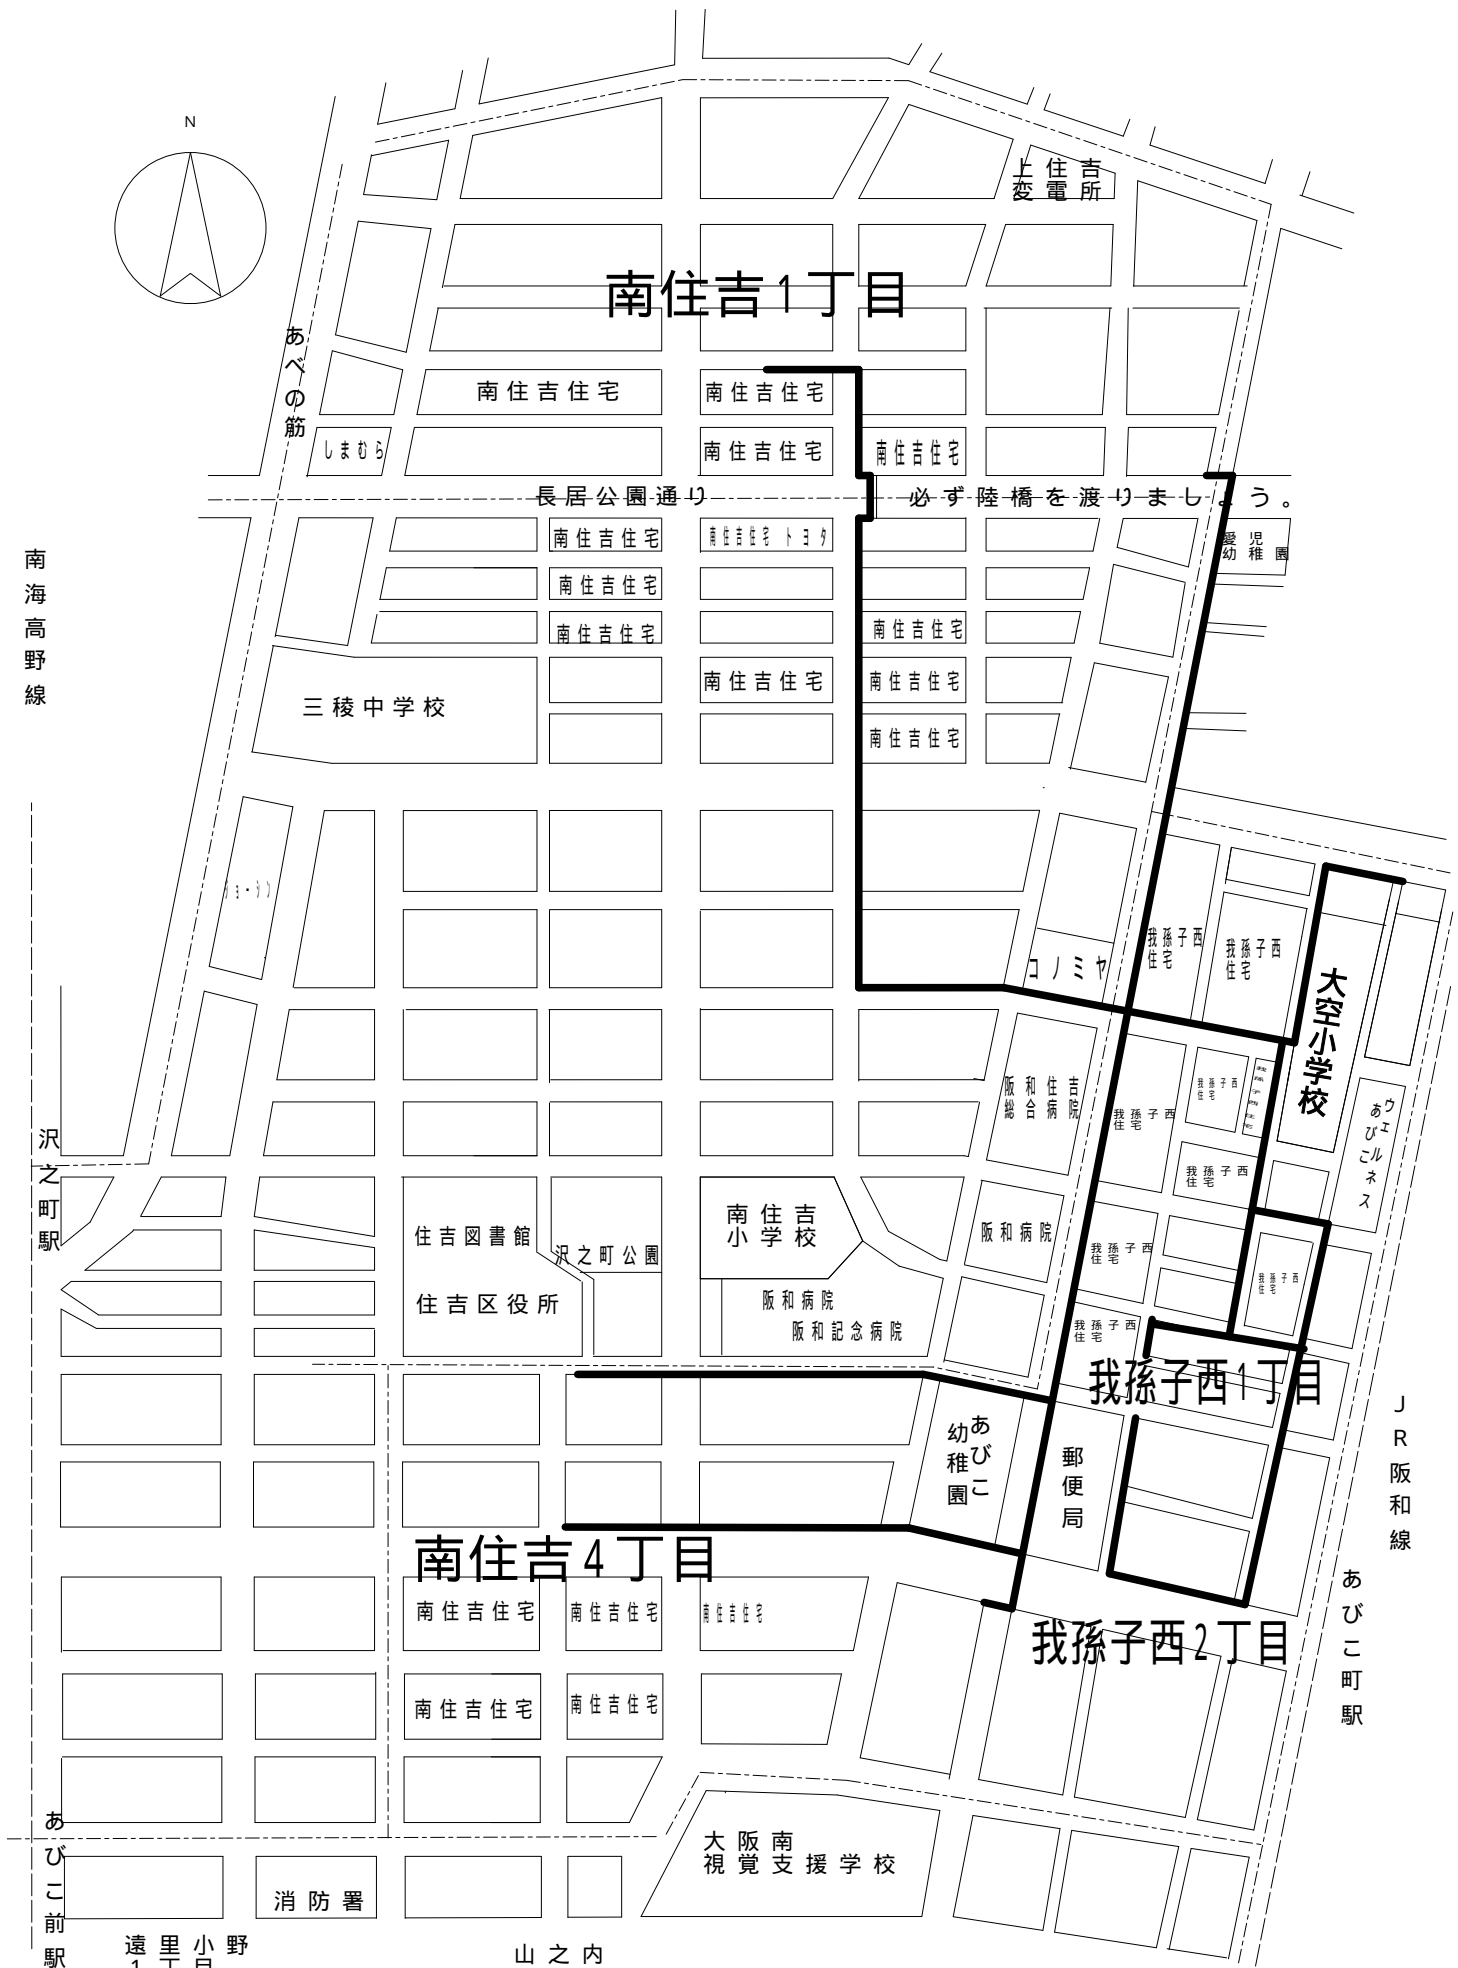 N
上住吉
変電所
南住吉1丁目
あべの筋
南住吉住宅
南住吉住宅
しまむら
南住吉住宅
南住吉住宅
長居公園通り
必ず陸橋を渡りましょう。
南住吉住宅
南住吉住宅 トヨタ
愛児
幼稚園
南海高野線
南住吉住宅
南住吉住宅
南住吉住宅
三稜中学校
南住吉住宅
南住吉住宅
南住吉住宅
ジョーシン
コノミヤ
我孫子西
住宅
我孫子西
住宅
大空小学校
阪和住吉
総合病院
我孫子西
住宅
我孫子西
住宅
我孫子西住宅
我孫子西
住宅
ウェルネス
あびこ
沢之町駅
住吉図書館
沢之町公園
南住吉
小学校
阪和病院
我孫子西
住宅
我孫子西
住宅
住吉区役所
阪和病院
阪和記念病院
我孫子西
住宅
我孫子西1丁目
あびこ
幼稚園
郵便局
JR阪和線
南住吉4丁目
あびこ町駅
南住吉住宅
南住吉住宅
南住吉住宅
我孫子西2丁目
南住吉住宅
南住吉住宅
あびこ前駅
大阪南
視覚支援学校
消防署
遠里小野
1丁目
山之内